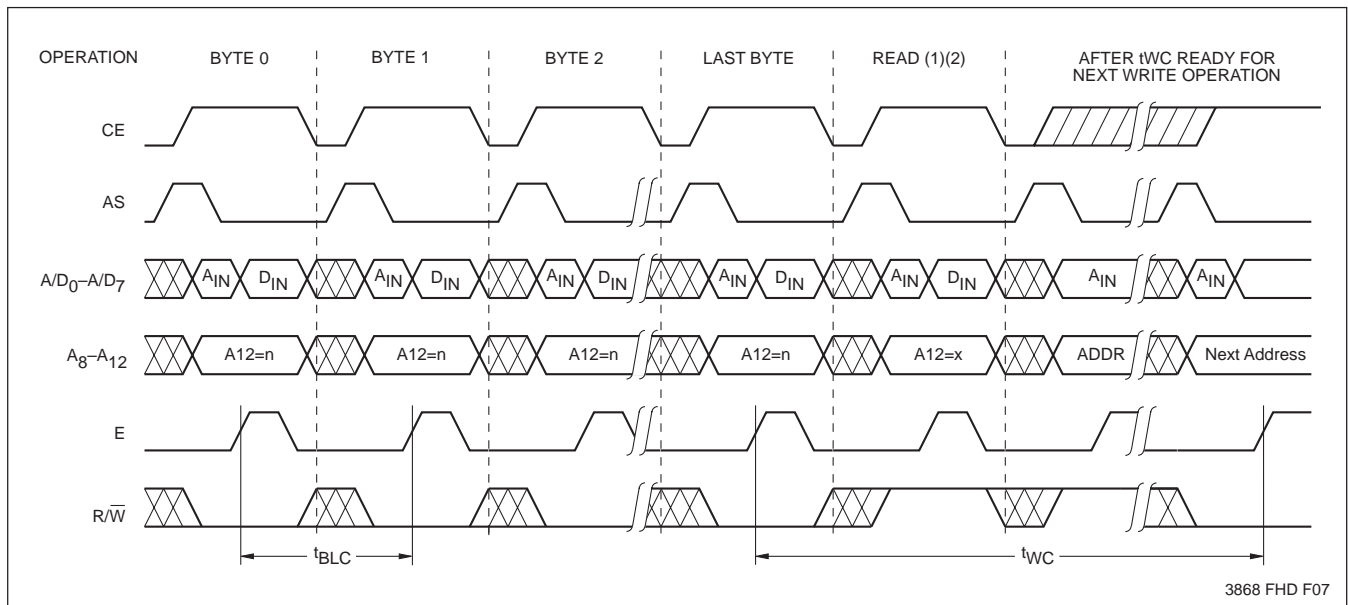 OPERATION BYTE 0 BYTE 1 BYTE 2 LAST BYTE READ (1)(2) AFTER tWC READY FOR
NEXT WRITE OPERATION
CE
AS
A/D0–A/D7 AIN DIN AIN DIN AIN DIN AIN DIN AIN DIN AIN AIN
A8–A12 A12=n A12=n A12=n A12=n A12=x ADDR Next Address
E
R/W̅
tBLC tWC
3868 FHD F07